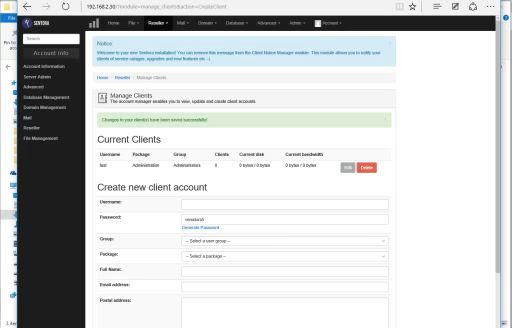 192.168.2.30/?module=manage_clients&action=CreateClient
File
SENTORA
Home File Reseller Mail Domain Database Advanced Admin Account
Search
Account Info
Account Information
Server Admin
Advanced
Database Management
Domain Management
Mail
Reseller
File Management
Notice
Welcome to your new Sentora installation! You can remove this message from the Client Notice Manager module. This module allows you to notify your
clients of service outages, upgrades and new features etc :-)
Home / Reseller / Manage Clients
Manage Clients
The account manager enables you to view, update and create client accounts.
Changes to your client(s) have been saved successfully!
Current Clients
Username Package Group Clients Current disk Current bandwidth
Administration Administrators 0 0 bytes / 0 bytes 0 bytes / 0 bytes Edit Delete
Create new client account
Username:
Password:
Generate Password
Group: -- Select a user group --
Package: -- Select a package --
Full Name:
Email address:
Postal address: